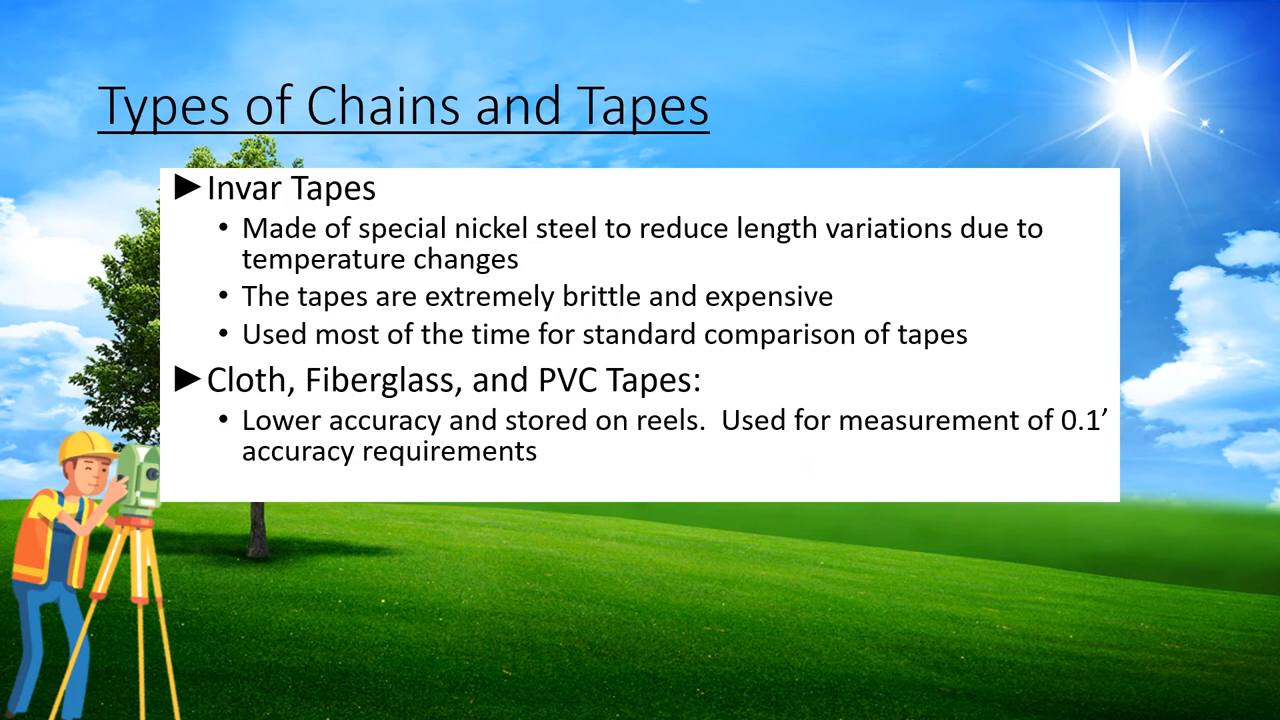 Types of Chains and Tapes
►Invar Tapes
• Made of special nickel steel to reduce length variations due to
temperature changes
• The tapes are extremely brittle and expensive
• Used most of the time for standard comparison of tapes
►Cloth, Fiberglass, and PVC Tapes:
• Lower accuracy and stored on reels.  Used for measurement of 0.1’
accuracy requirements